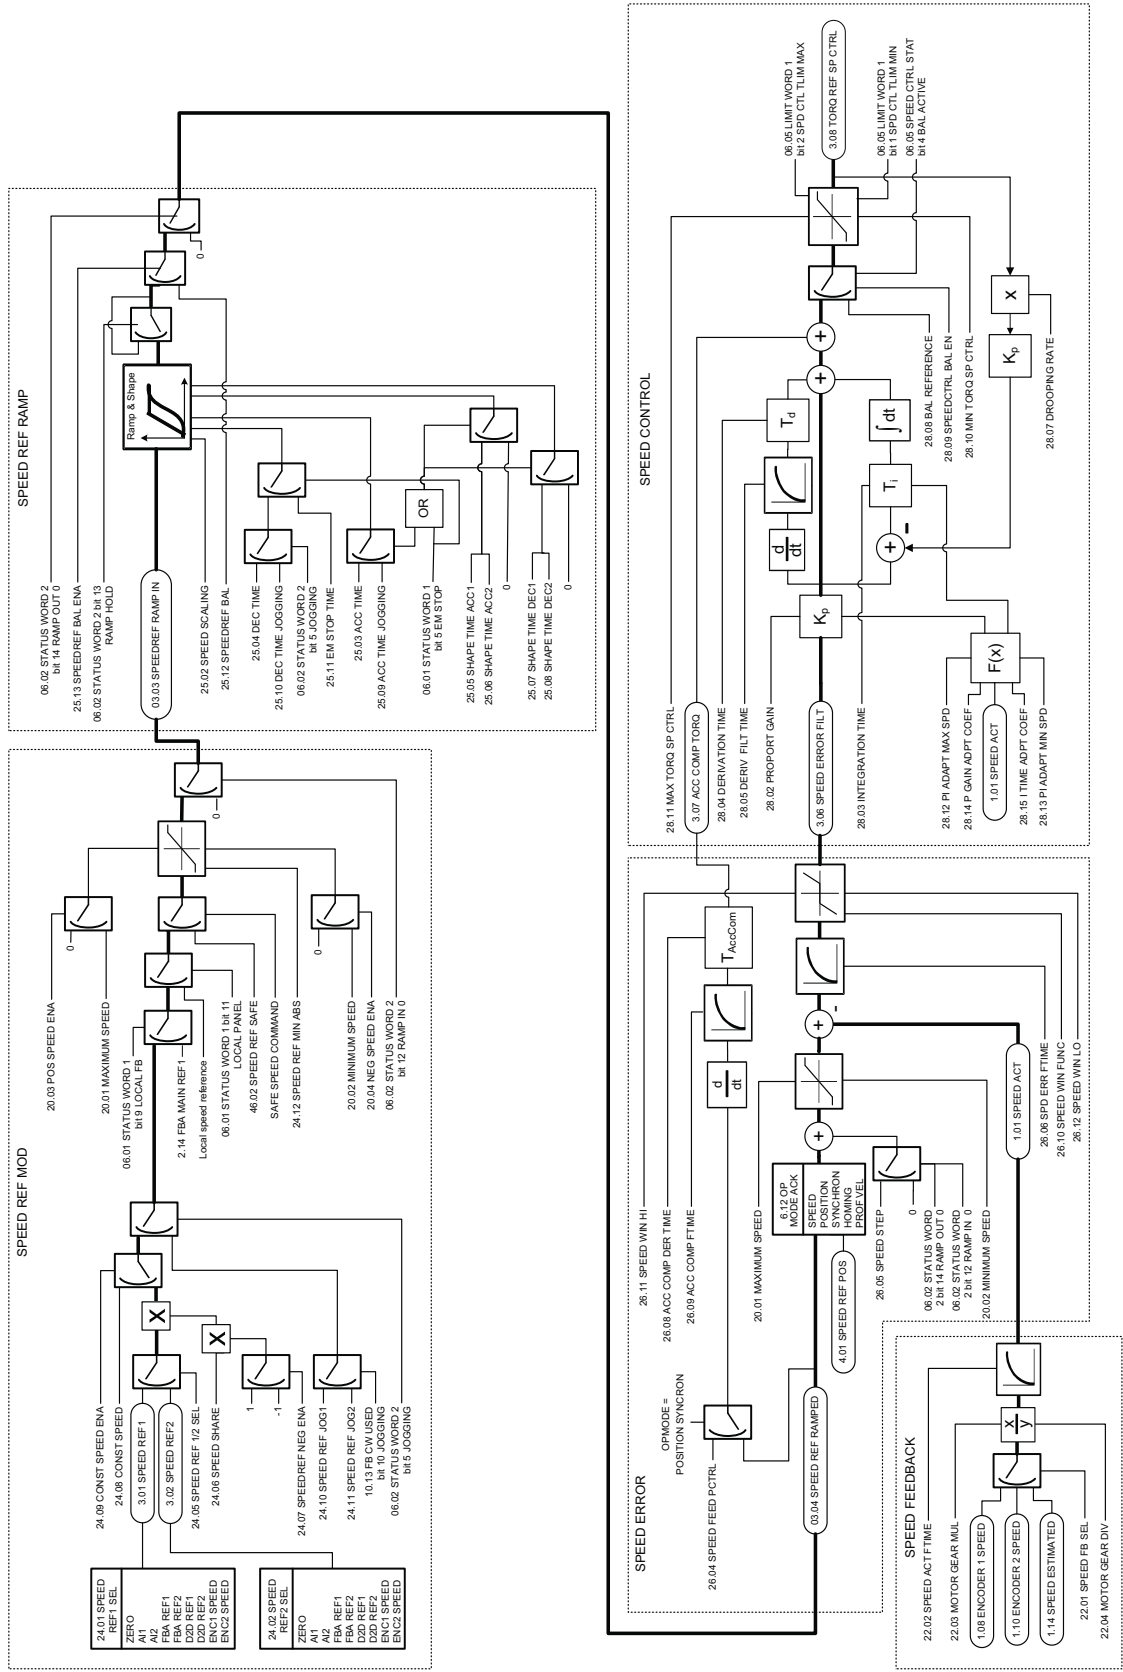 SPEED REF MOD
24.01 SPEED
REF1 SEL
ZERO
AI1
AI2
FBA REF1
FBA REF2
D2D REF1
D2D REF2
ENC1 SPEED
ENC2 SPEED
24.02 SPEED
REF2 SEL
ZERO
AI1
AI2
FBA REF1
FBA REF2
D2D REF1
D2D REF2
ENC1 SPEED
ENC2 SPEED
24.09 CONST SPEED ENA
24.08 CONST SPEED
3.01 SPEED REF1
3.02 SPEED REF2
24.05 SPEED REF 1/2 SEL
24.06 SPEED SHARE
X
X
1
-1
24.07 SPEEDREF NEG ENA
24.10 SPEED REF JOG1
24.11 SPEED REF JOG2
10.13 FB CW USED
bit 10 JOGGING
06.02 STATUS WORD 2
bit 5 JOGGING
20.03 POS SPEED ENA
0
20.01 MAXIMUM SPEED
06.01 STATUS WORD 1
bit 9 LOCAL FB
2.14 FBA MAIN REF1
Local speed reference
06.01 STATUS WORD 1 bit 11
LOCAL PANEL
46.02 SPEED REF SAFE
SAFE SPEED COMMAND
24.12 SPEED REF MIN ABS
0
20.02 MINIMUM SPEED
20.04 NEG SPEED ENA
06.02 STATUS WORD 2
bit 12 RAMP IN 0
0
SPEED REF RAMP
06.02 STATUS WORD 2
bit 14 RAMP OUT 0
25.13 SPEEDREF BAL ENA
06.02 STATUS WORD 2 bit 13
RAMP HOLD
03.03 SPEEDREF RAMP IN
Ramp & Shape
0
25.02 SPEED SCALING
25.12 SPEEDREF BAL
25.04 DEC TIME
25.10 DEC TIME JOGGING
06.02 STATUS WORD 2
bit 5 JOGGING
25.11 EM STOP TIME
25.03 ACC TIME
25.09 ACC TIME JOGGING
OR
06.01 STATUS WORD 1
bit 5 EM STOP
25.05 SHAPE TIME ACC1
25.06 SHAPE TIME ACC2
0
25.07 SHAPE TIME DEC1
25.08 SHAPE TIME DEC2
0
SPEED ERROR
OPMODE =
POSITION SYNCRON
26.04 SPEED FEED PCTRL
03.04 SPEED REF RAMPED
26.11 SPEED WIN HI
26.08 ACC COMP DER TIME
26.09 ACC COMP FTIME
d
dt
TAccCom
20.01 MAXIMUM SPEED
6.12 OP
MODE ACK
SPEED
POSITION
SYNCHRON
HOMING
PROF VEL
4.01 SPEED REF POS
+
+
-
26.05 SPEED STEP
0
06.02 STATUS WORD
2 bit 14 RAMP OUT 0
06.02 STATUS WORD
2 bit 12 RAMP IN 0
20.02 MINIMUM SPEED
1.01 SPEED ACT
26.06 SPD ERR FTIME
26.10 SPEED WIN FUNC
26.12 SPEED WIN LO
SPEED FEEDBACK
22.02 SPEED ACT FTIME
22.03 MOTOR GEAR MUL
1.08 ENCODER 1 SPEED
1.10 ENCODER 2 SPEED
1.14 SPEED ESTIMATED
22.01 SPEED FB SEL
22.04 MOTOR GEAR DIV
x
y
SPEED CONTROL
28.11 MAX TORQ SP CTRL
3.07 ACC COMP TORQ
28.04 DERIVATION TIME
28.05 DERIV FILT TIME
28.02 PROPORT GAIN
3.06 SPEED ERROR FILT
28.03 INTEGRATION TIME
28.12 PI ADAPT MAX SPD
28.14 P GAIN ADPT COEF
1.01 SPEED ACT
28.15 I TIME ADPT COEF
28.13 PI ADAPT MIN SPD
F(x)
Kp
d
dt
Td
+
-
Ti
∫ dt
+
+
28.08 BAL REFERENCE
28.09 SPEEDCTRL BAL EN
28.10 MIN TORQ SP CTRL
28.07 DROOPING RATE
Kp
X
06.05 LIMIT WORD 1
bit 2 SPD CTL TLIM MAX
3.08 TORQ REF SP CTRL
06.05 LIMIT WORD 1
bit 1 SPD CTL TLIM MIN
06.05 SPEED CTRL STAT
bit 4 BAL ACTIVE